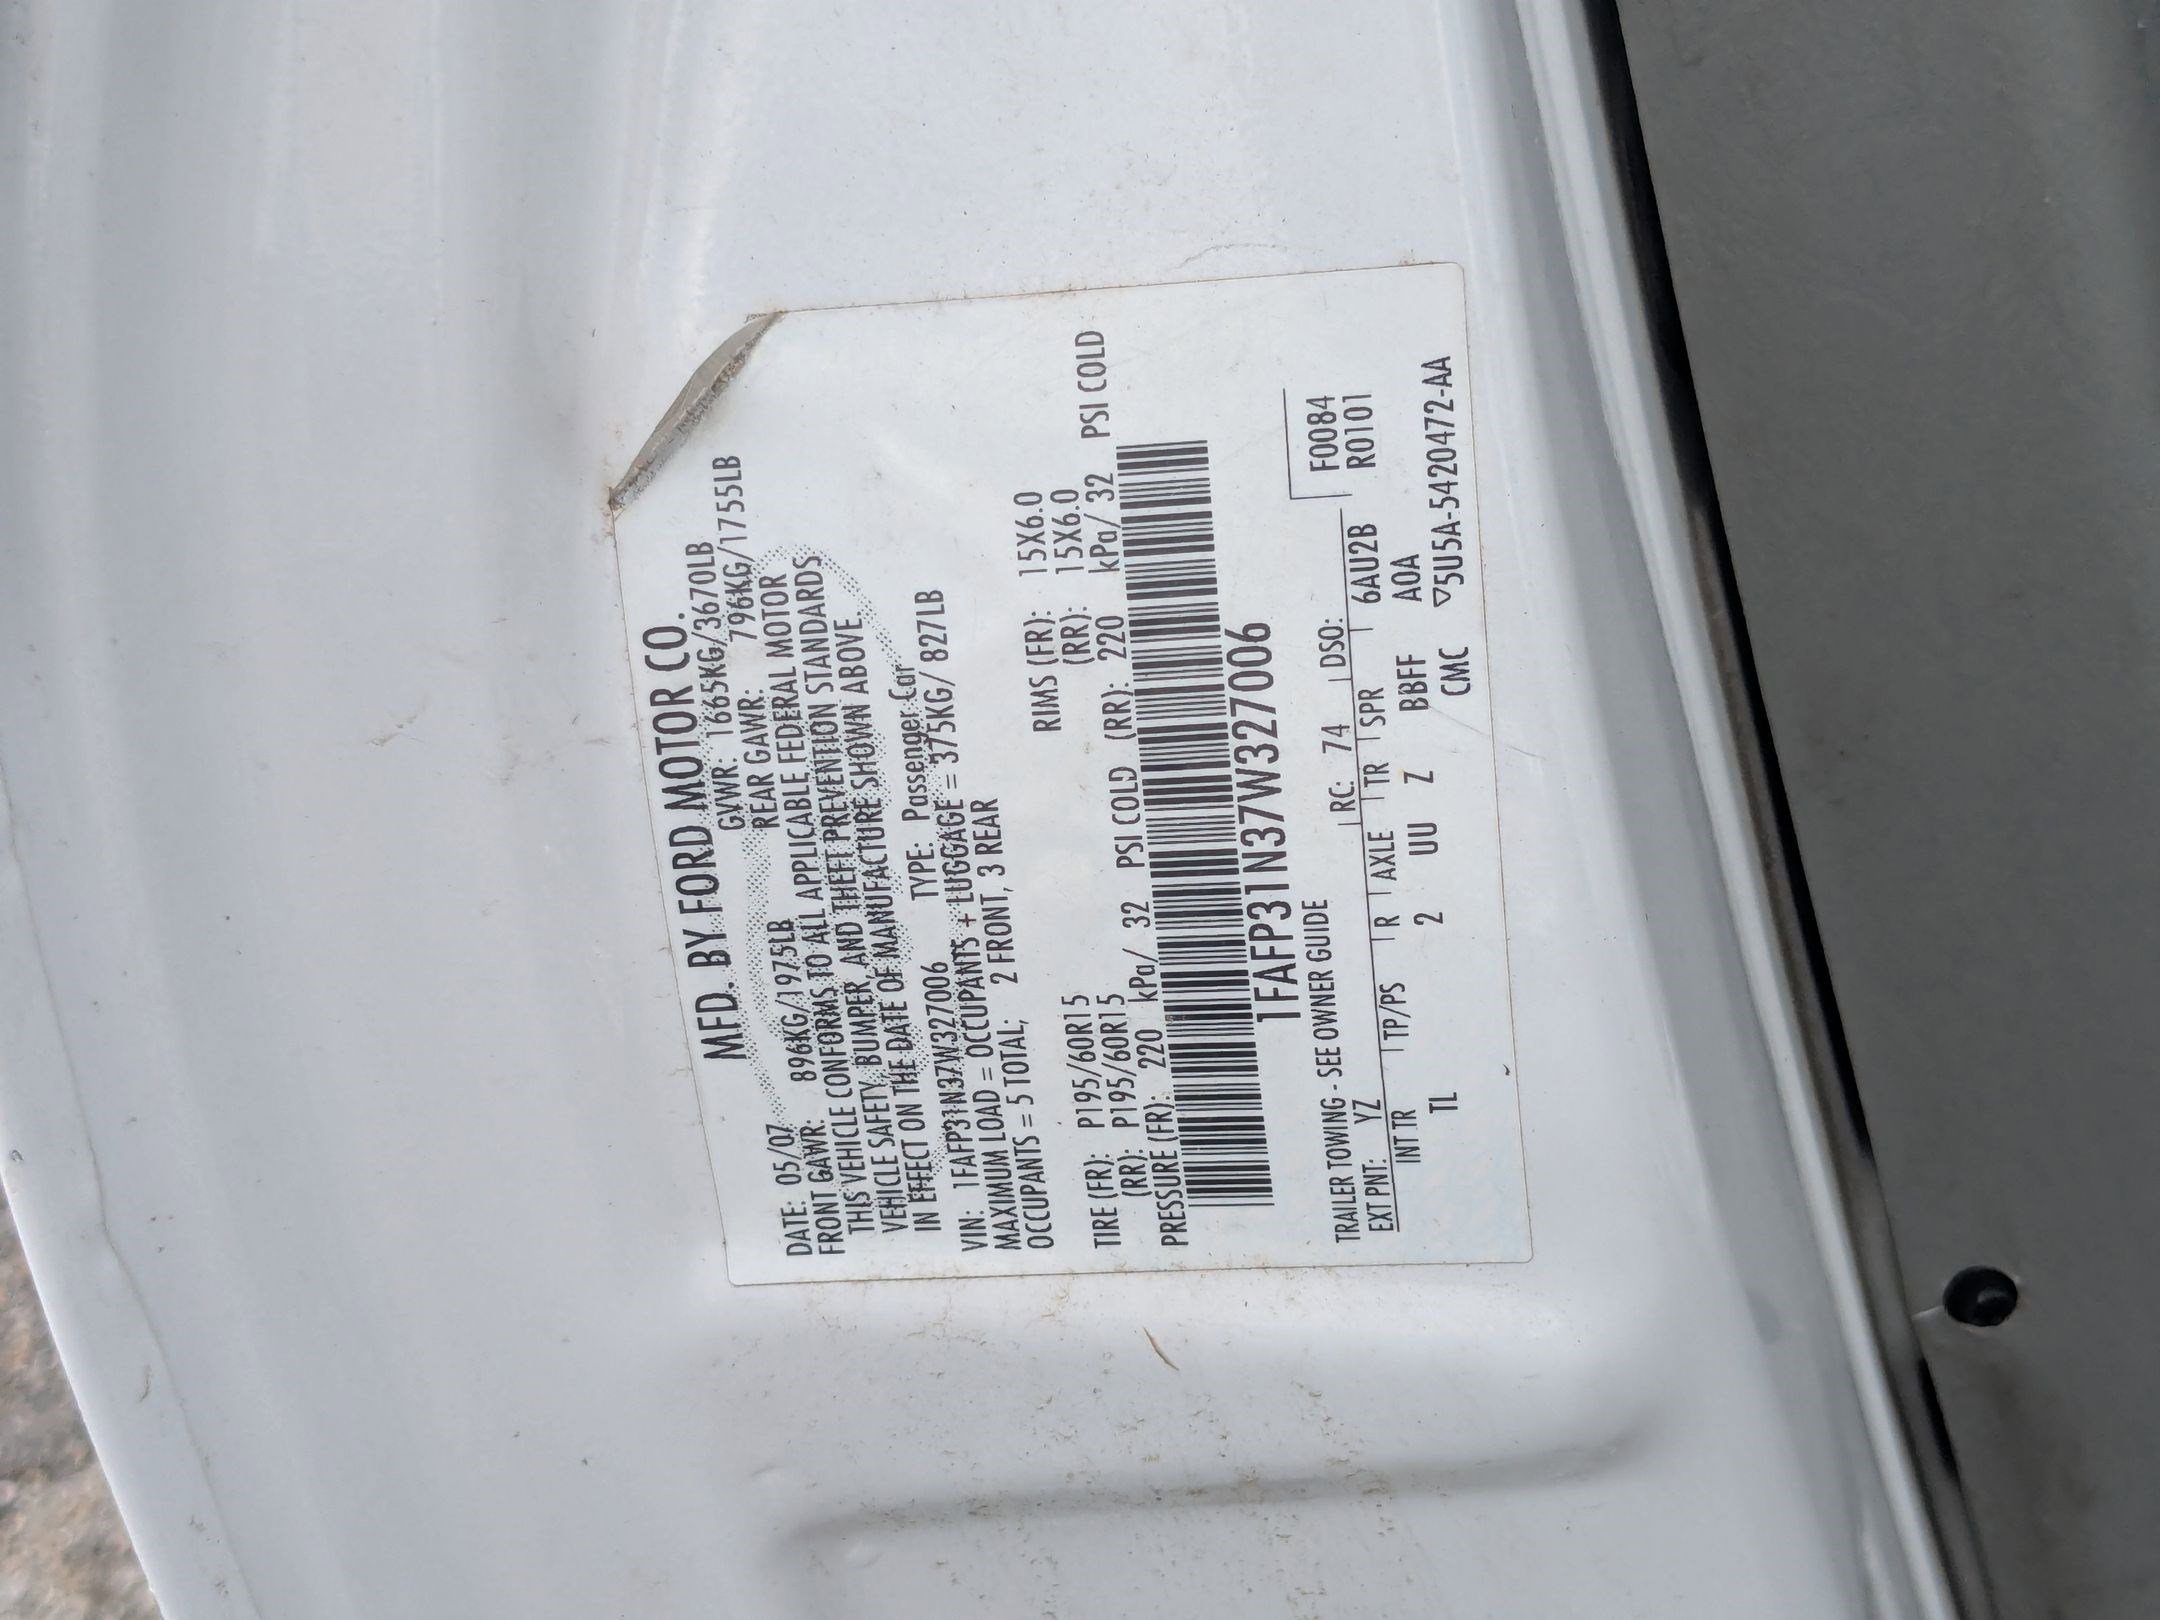 MFD. BY FORD MOTOR CO.
DATE: 05/07 GVWR: 1665KG/3670LB
FRONT GAWR: 896KG/1975LB REAR GAWR: 796KG/1755LB
THIS VEHICLE CONFORMS TO ALL APPLICABLE FEDERAL MOTOR
VEHICLE SAFETY, BUMPER, AND THEFT PREVENTION STANDARDS
IN EFFECT ON THE DATE OF MANUFACTURE SHOWN ABOVE.
VIN: 1FAFP31N37W327006 TYPE: Passenger Car
MAXIMUM LOAD = OCCUPANTS + LUGGAGE = 375KG/ 827LB
OCCUPANTS = 5 TOTAL; 2 FRONT, 3 REAR
TIRE (FR): P195/60R15 RIMS (FR): 15X6.0
(RR): P195/60R15 (RR): 15X6.0
PRESSURE (FR): 220 kPa/ 32 PSI COLD (RR): 220 kPa/ 32 PSI COLD
1FAFP31N37W327006
TRAILER TOWING - SEE OWNER GUIDE
EXT PNT: YZ RC: 74 DSO: F0084
INT TR TP/PS R AXLE TR SPR 6AU2B R0101
TL 2 UU Z BBFF A0A
CMC ▽5U5A-5420472-AA